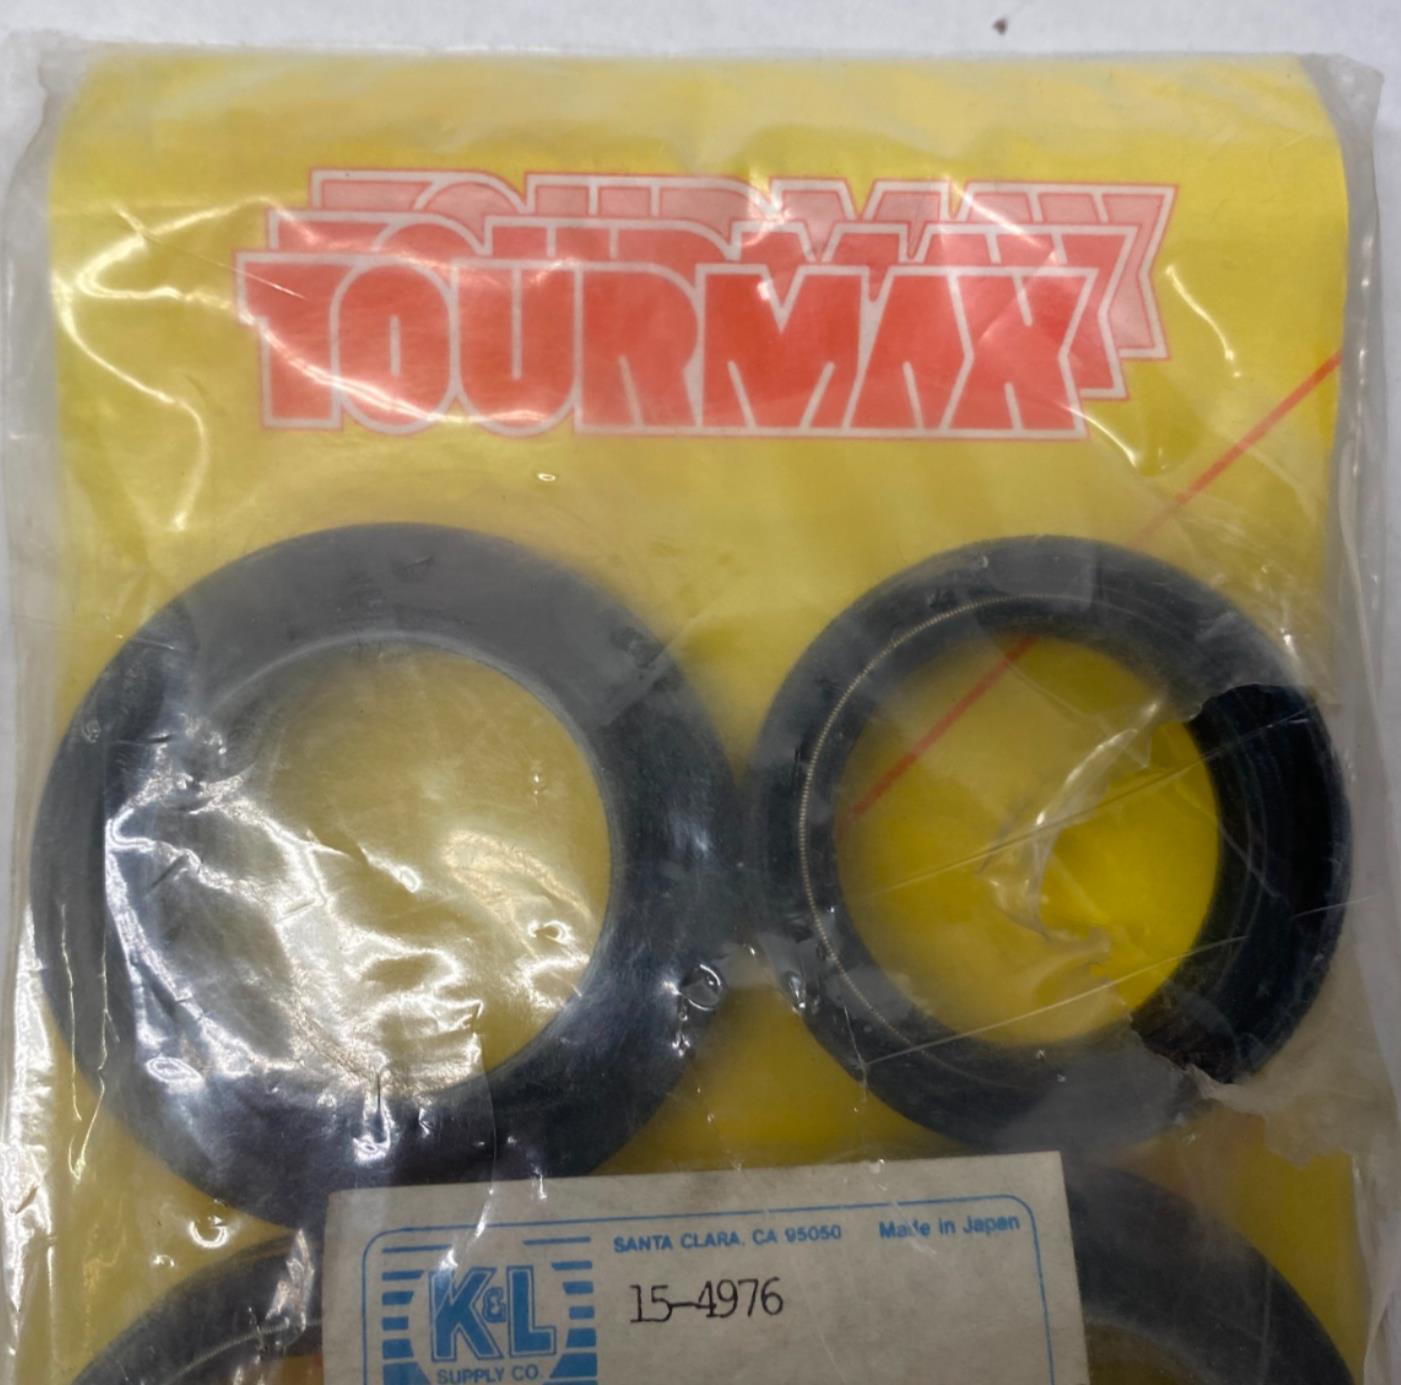 TOURMAX
SANTA CLARA, CA 95050 Made in Japan
K&L
15-4976
SUPPLY CO.